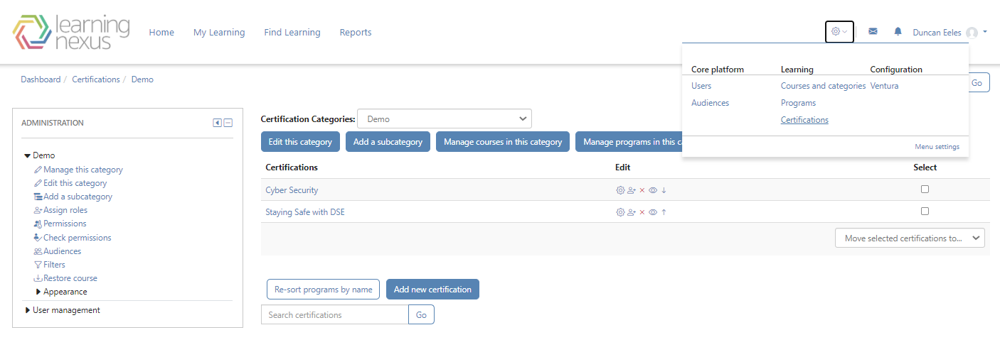 learning nexus
Home My Learning Find Learning Reports
Duncan Eeles
Core platform Learning Configuration
Users Courses and categories Ventura
Audiences Programs
Certifications
Menu settings
Dashboard / Certifications / Demo
Go
ADMINISTRATION
Demo
Manage this category
Edit this category
Add a subcategory
Assign roles
Permissions
Check permissions
Audiences
Filters
Restore course
Appearance
User management
Certification Categories: Demo
Edit this category Add a subcategory Manage courses in this category Manage programs in this
Certifications Edit Select
Cyber Security
Staying Safe with DSE
Move selected certifications to...
Re-sort programs by name Add new certification
Search certifications Go